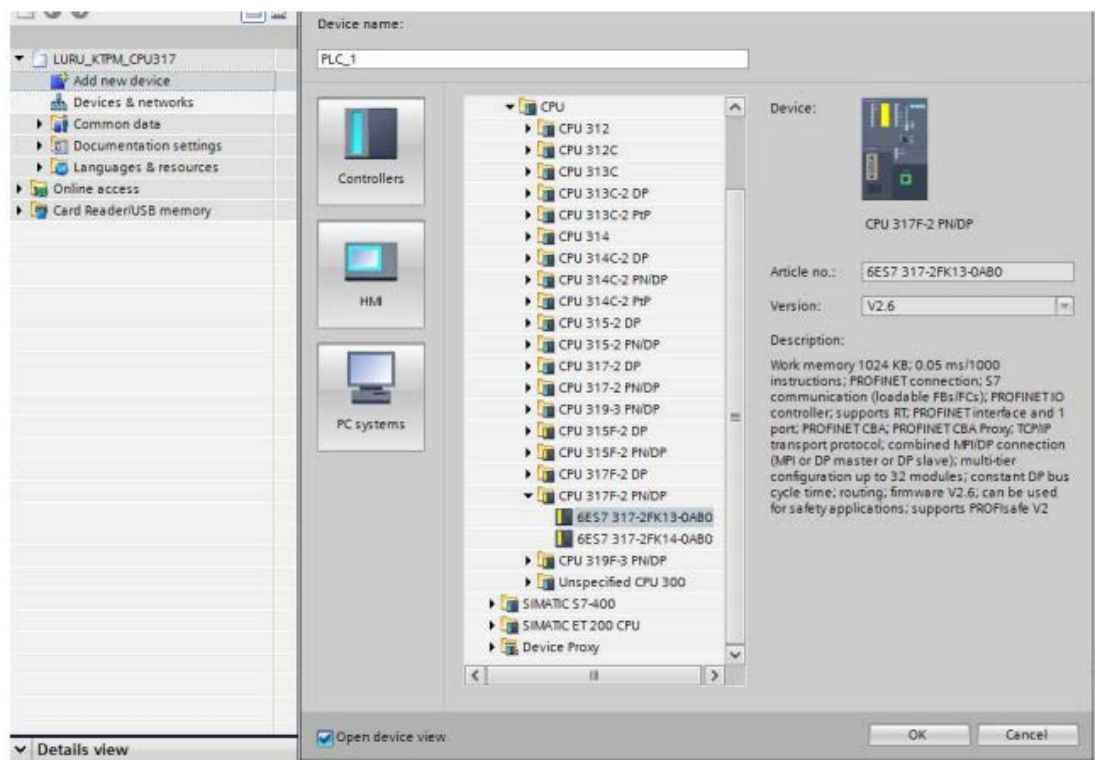 LURU_KTPM_CPU317
Add new device
Devices & networks
Common data
Documentation settings
Languages & resources
Online access
Card Reader/USB memory
Details view
Device name:
PLC_1
Controllers
HMI
PC systems
CPU
CPU 312
CPU 312C
CPU 313C
CPU 313C-2 DP
CPU 313C-2 PtP
CPU 314
CPU 314C-2 DP
CPU 314C-2 PN/DP
CPU 314C-2 PtP
CPU 315-2 DP
CPU 315-2 PN/DP
CPU 317-2 DP
CPU 317-2 PN/DP
CPU 319-3 PN/DP
CPU 315F-2 DP
CPU 315F-2 PN/DP
CPU 317F-2 DP
CPU 317F-2 PN/DP
6ES7 317-2FK13-0AB0
6ES7 317-2FK14-0AB0
CPU 319F-3 PN/DP
Unspecified CPU 300
SIMATIC S7-400
SIMATIC ET 200 CPU
Device Proxy
Device:
CPU 317F-2 PN/DP
Article no.: 6ES7 317-2FK13-0AB0
Version: V2.6
Description:
Work memory 1024 KB; 0.05 ms/1000
instructions; PROFINET connection; S7
communication (loadable FBs/FCs); PROFINET IO
controller; supports RT; PROFINET interface and 1
port; PROFINET CBA; PROFINET CBA Proxy; TCP/IP
transport protocol; combined MPI/DP connection
(MPI or DP master or DP slave); multi-tier
configuration up to 32 modules; constant DP bus
cycle time; routing; firmware V2.6; can be used
for safety applications; supports PROFIsafe V2
Open device view
OK
Cancel